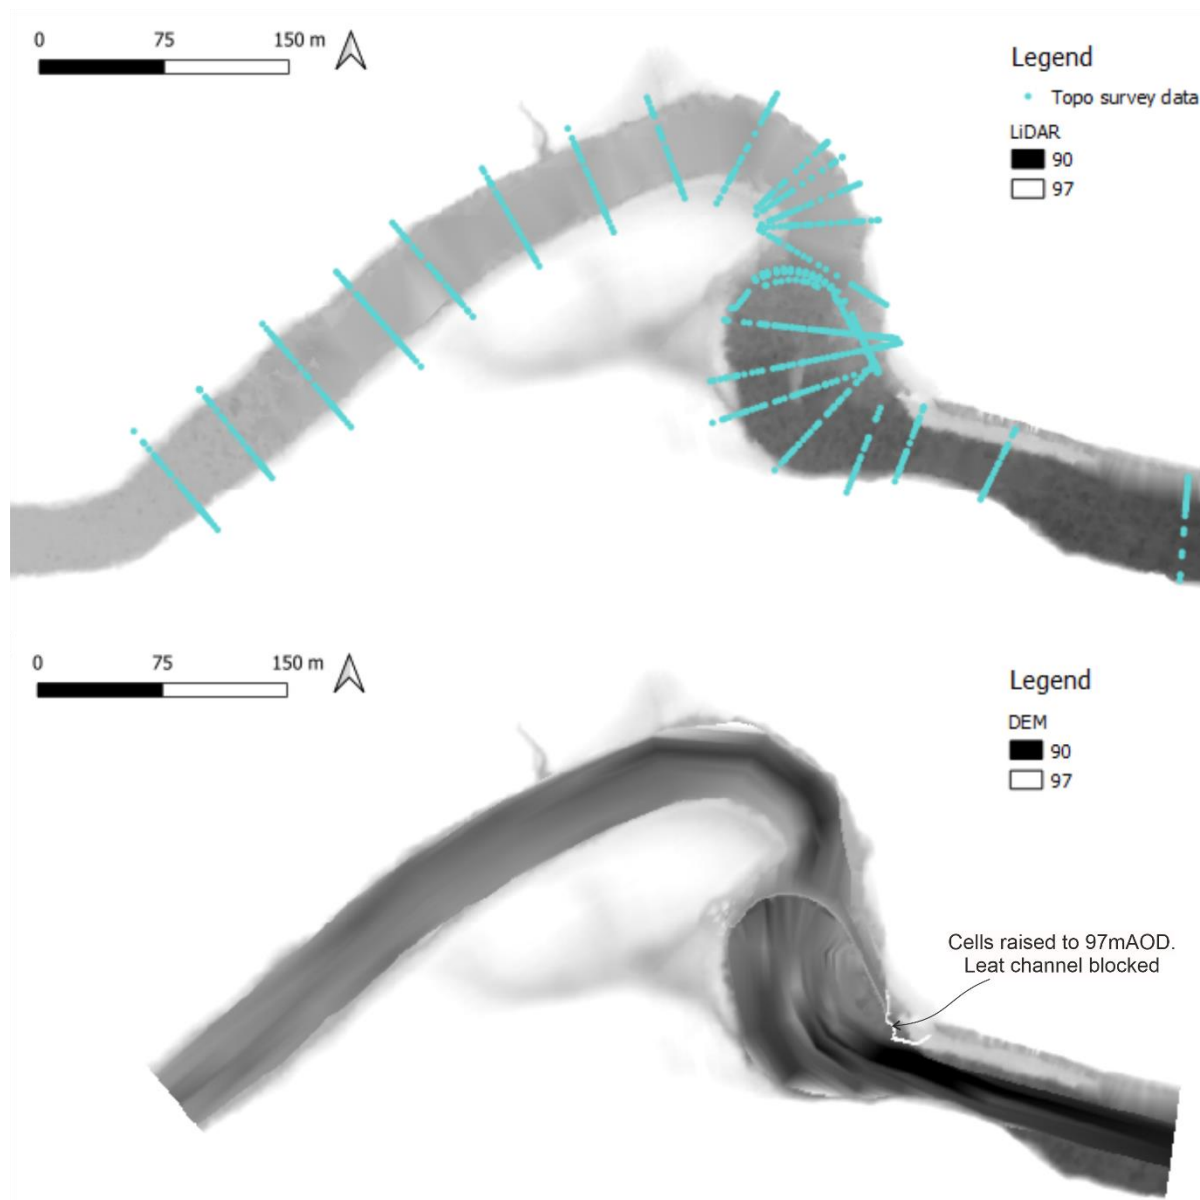 0 75 150 m
Legend
Topo survey data
LiDAR
90
97
0 75 150 m
Legend
DEM
90
97
Cells raised to 97mAOD.
Leat channel blocked